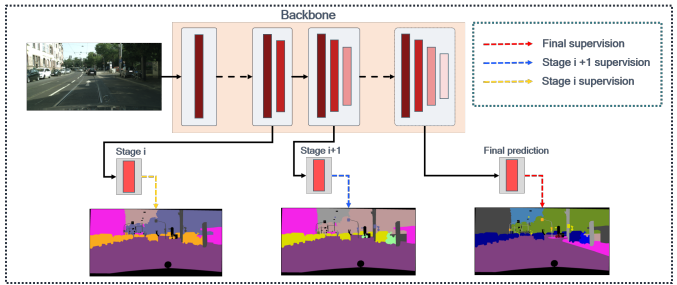 Backbone
Final supervision
Stage i +1 supervision
Stage i supervision
Stage i
Stage i+1
Final prediction